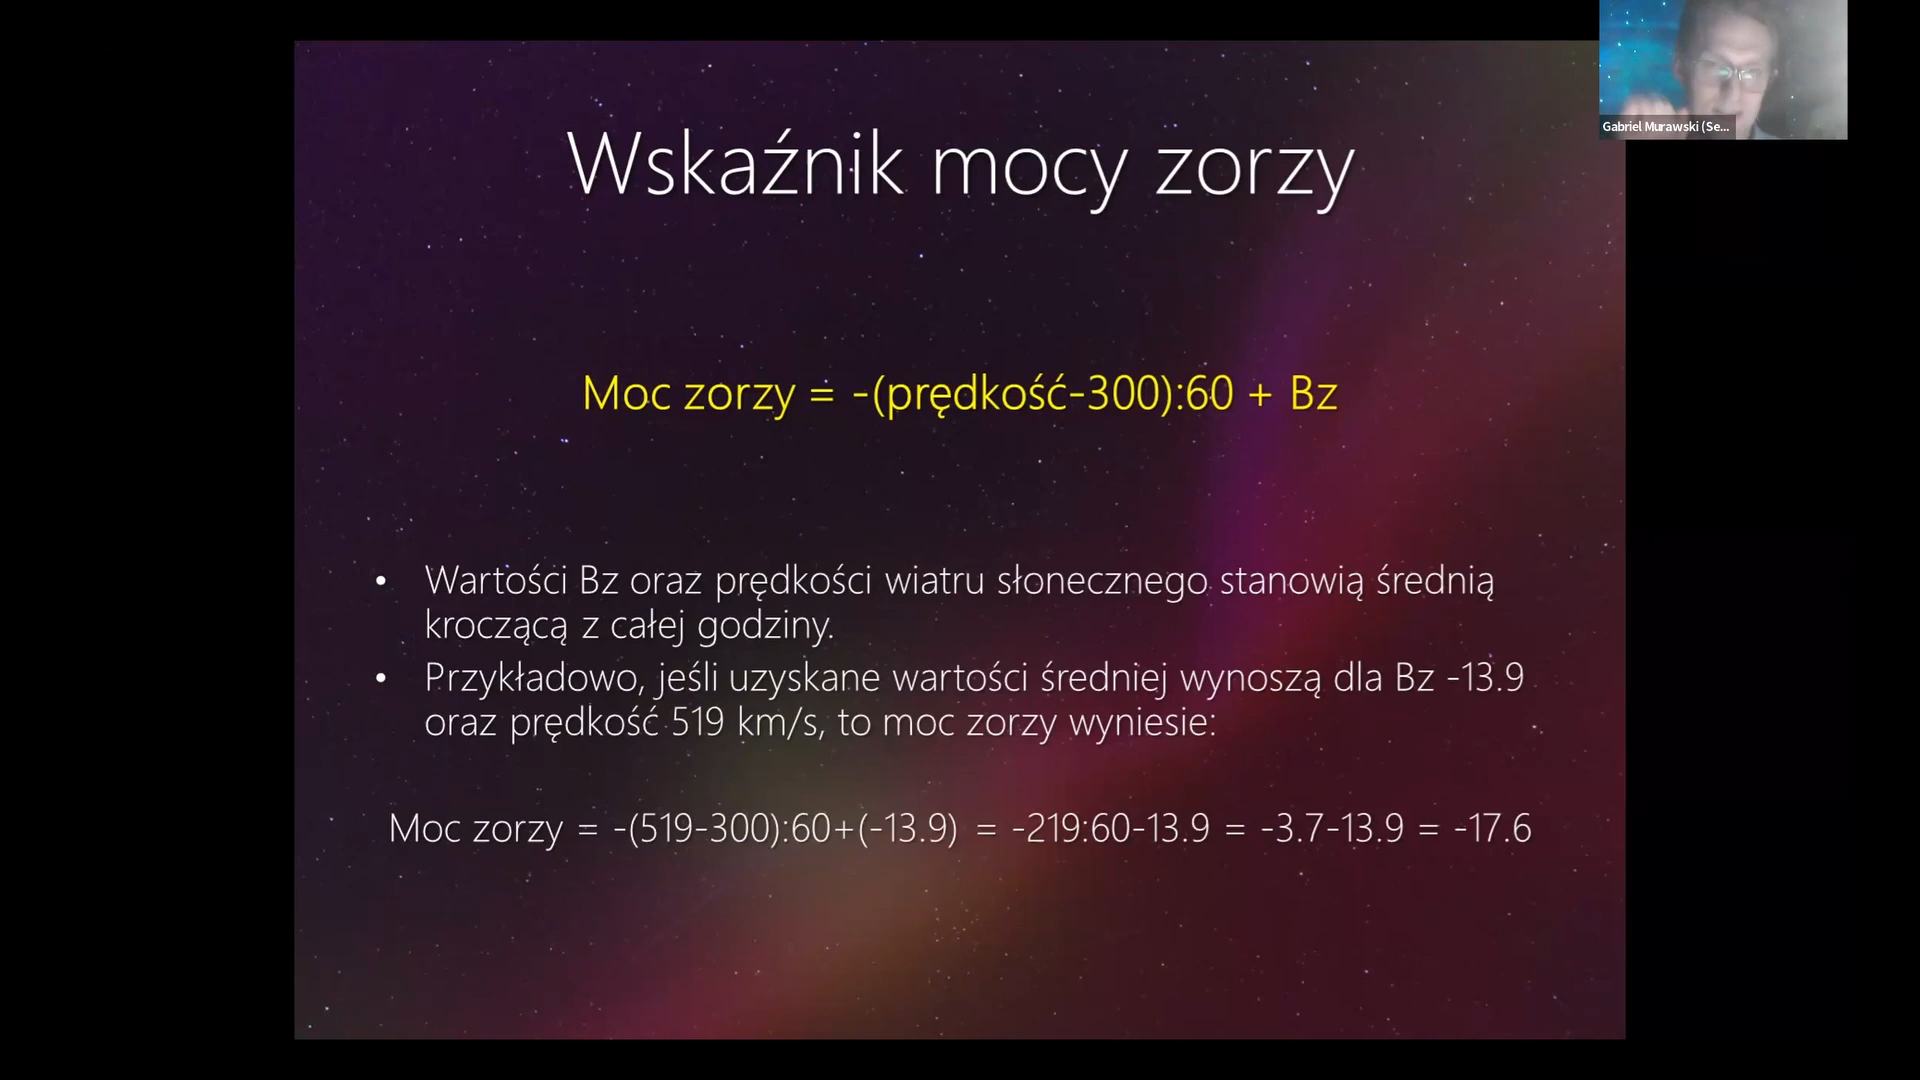 Gabriel Murawski (Se...
Wskaźnik mocy zorzy
Moc zorzy = -(prędkość-300):60 + Bz
• Wartości Bz oraz prędkości wiatru słonecznego stanowią średnią
kroczącą z całej godziny.
• Przykładowo, jeśli uzyskane wartości średniej wynoszą dla Bz -13.9
oraz prędkość 519 km/s, to moc zorzy wyniesie:
Moc zorzy = -(519-300):60+(-13.9) = -219:60-13.9 = -3.7-13.9 = -17.6